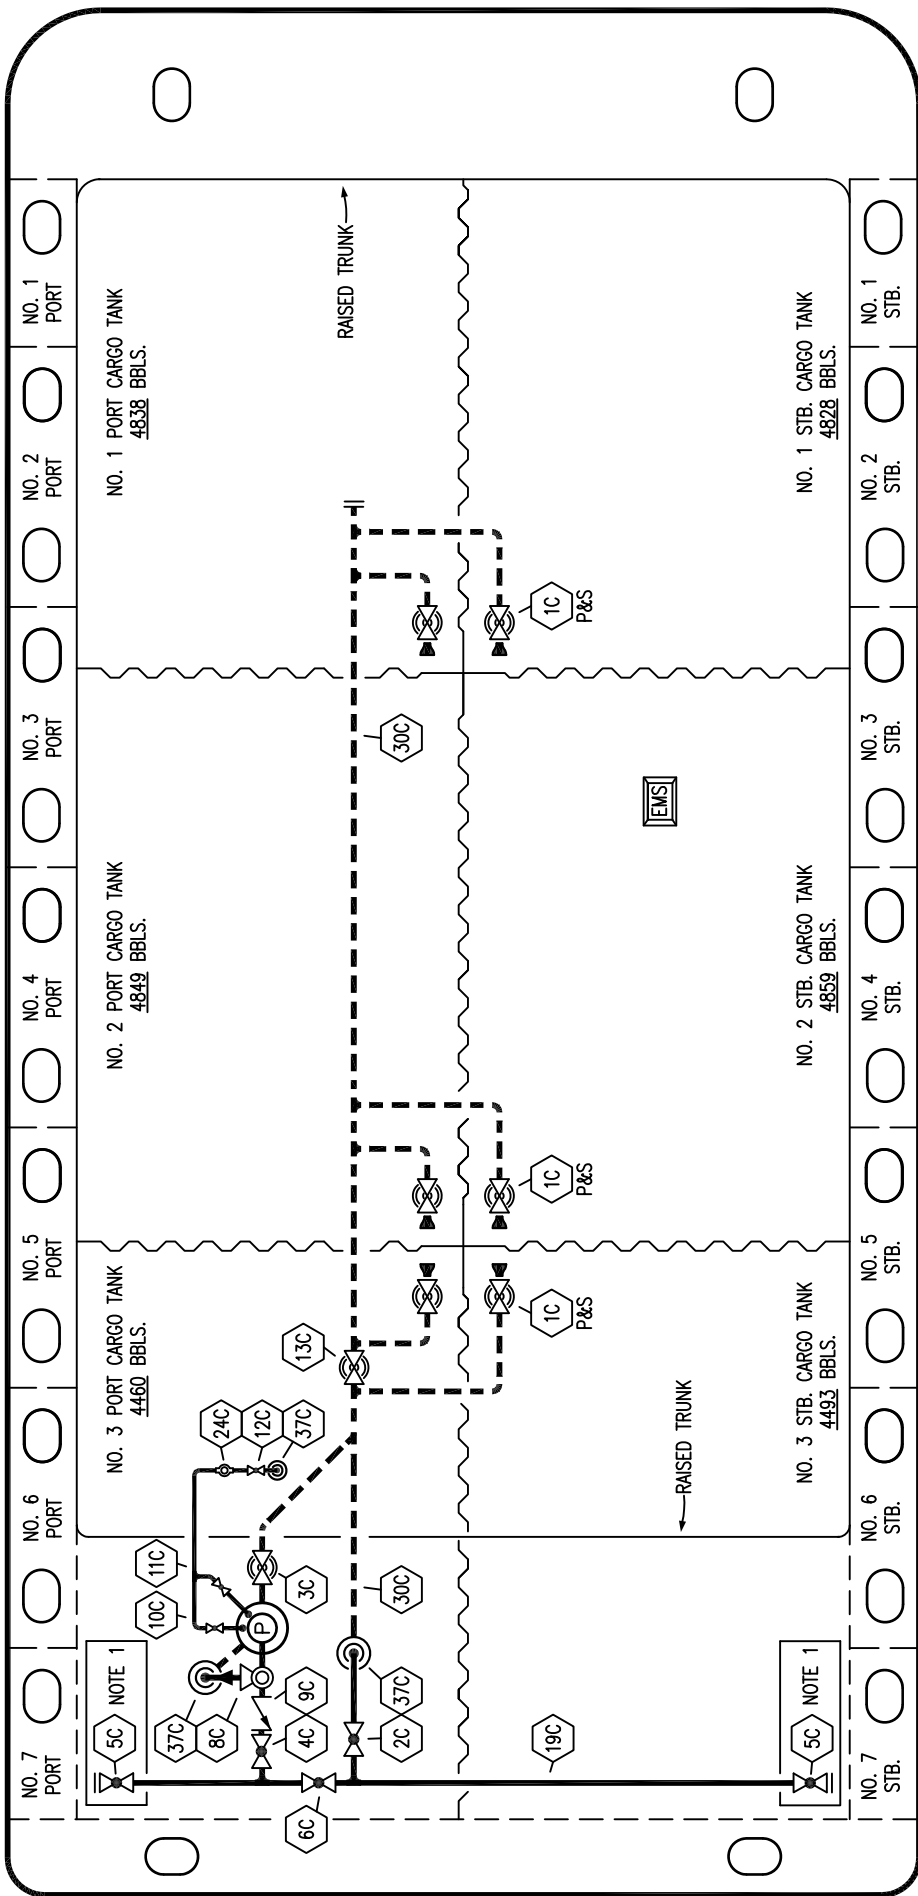 NO. 1
PORT
NO. 2
PORT
NO. 3
PORT
NO. 4
PORT
NO. 5
PORT
NO. 6
PORT
NO. 7
PORT
NO. 1 PORT CARGO TANK
4838 BBLS.
NO. 2 PORT CARGO TANK
4849 BBLS.
NO. 3 PORT CARGO TANK
4460 BBLS.
RAISED TRUNK
1C
P&S
30C
EMS
1C
P&S
1C
P&S
13C
24C
12C
37C
11C
10C
P
3C
30C
NOTE 1
5C
37C
8C
9C
4C
37C
2C
6C
19C
NOTE 1
5C
RAISED TRUNK
NO. 1 STB. CARGO TANK
4828 BBLS.
NO. 2 STB. CARGO TANK
4859 BBLS.
NO. 3 STB. CARGO TANK
4493 BBLS.
NO. 1
STB.
NO. 2
STB.
NO. 3
STB.
NO. 4
STB.
NO. 5
STB.
NO. 6
STB.
NO. 7
STB.